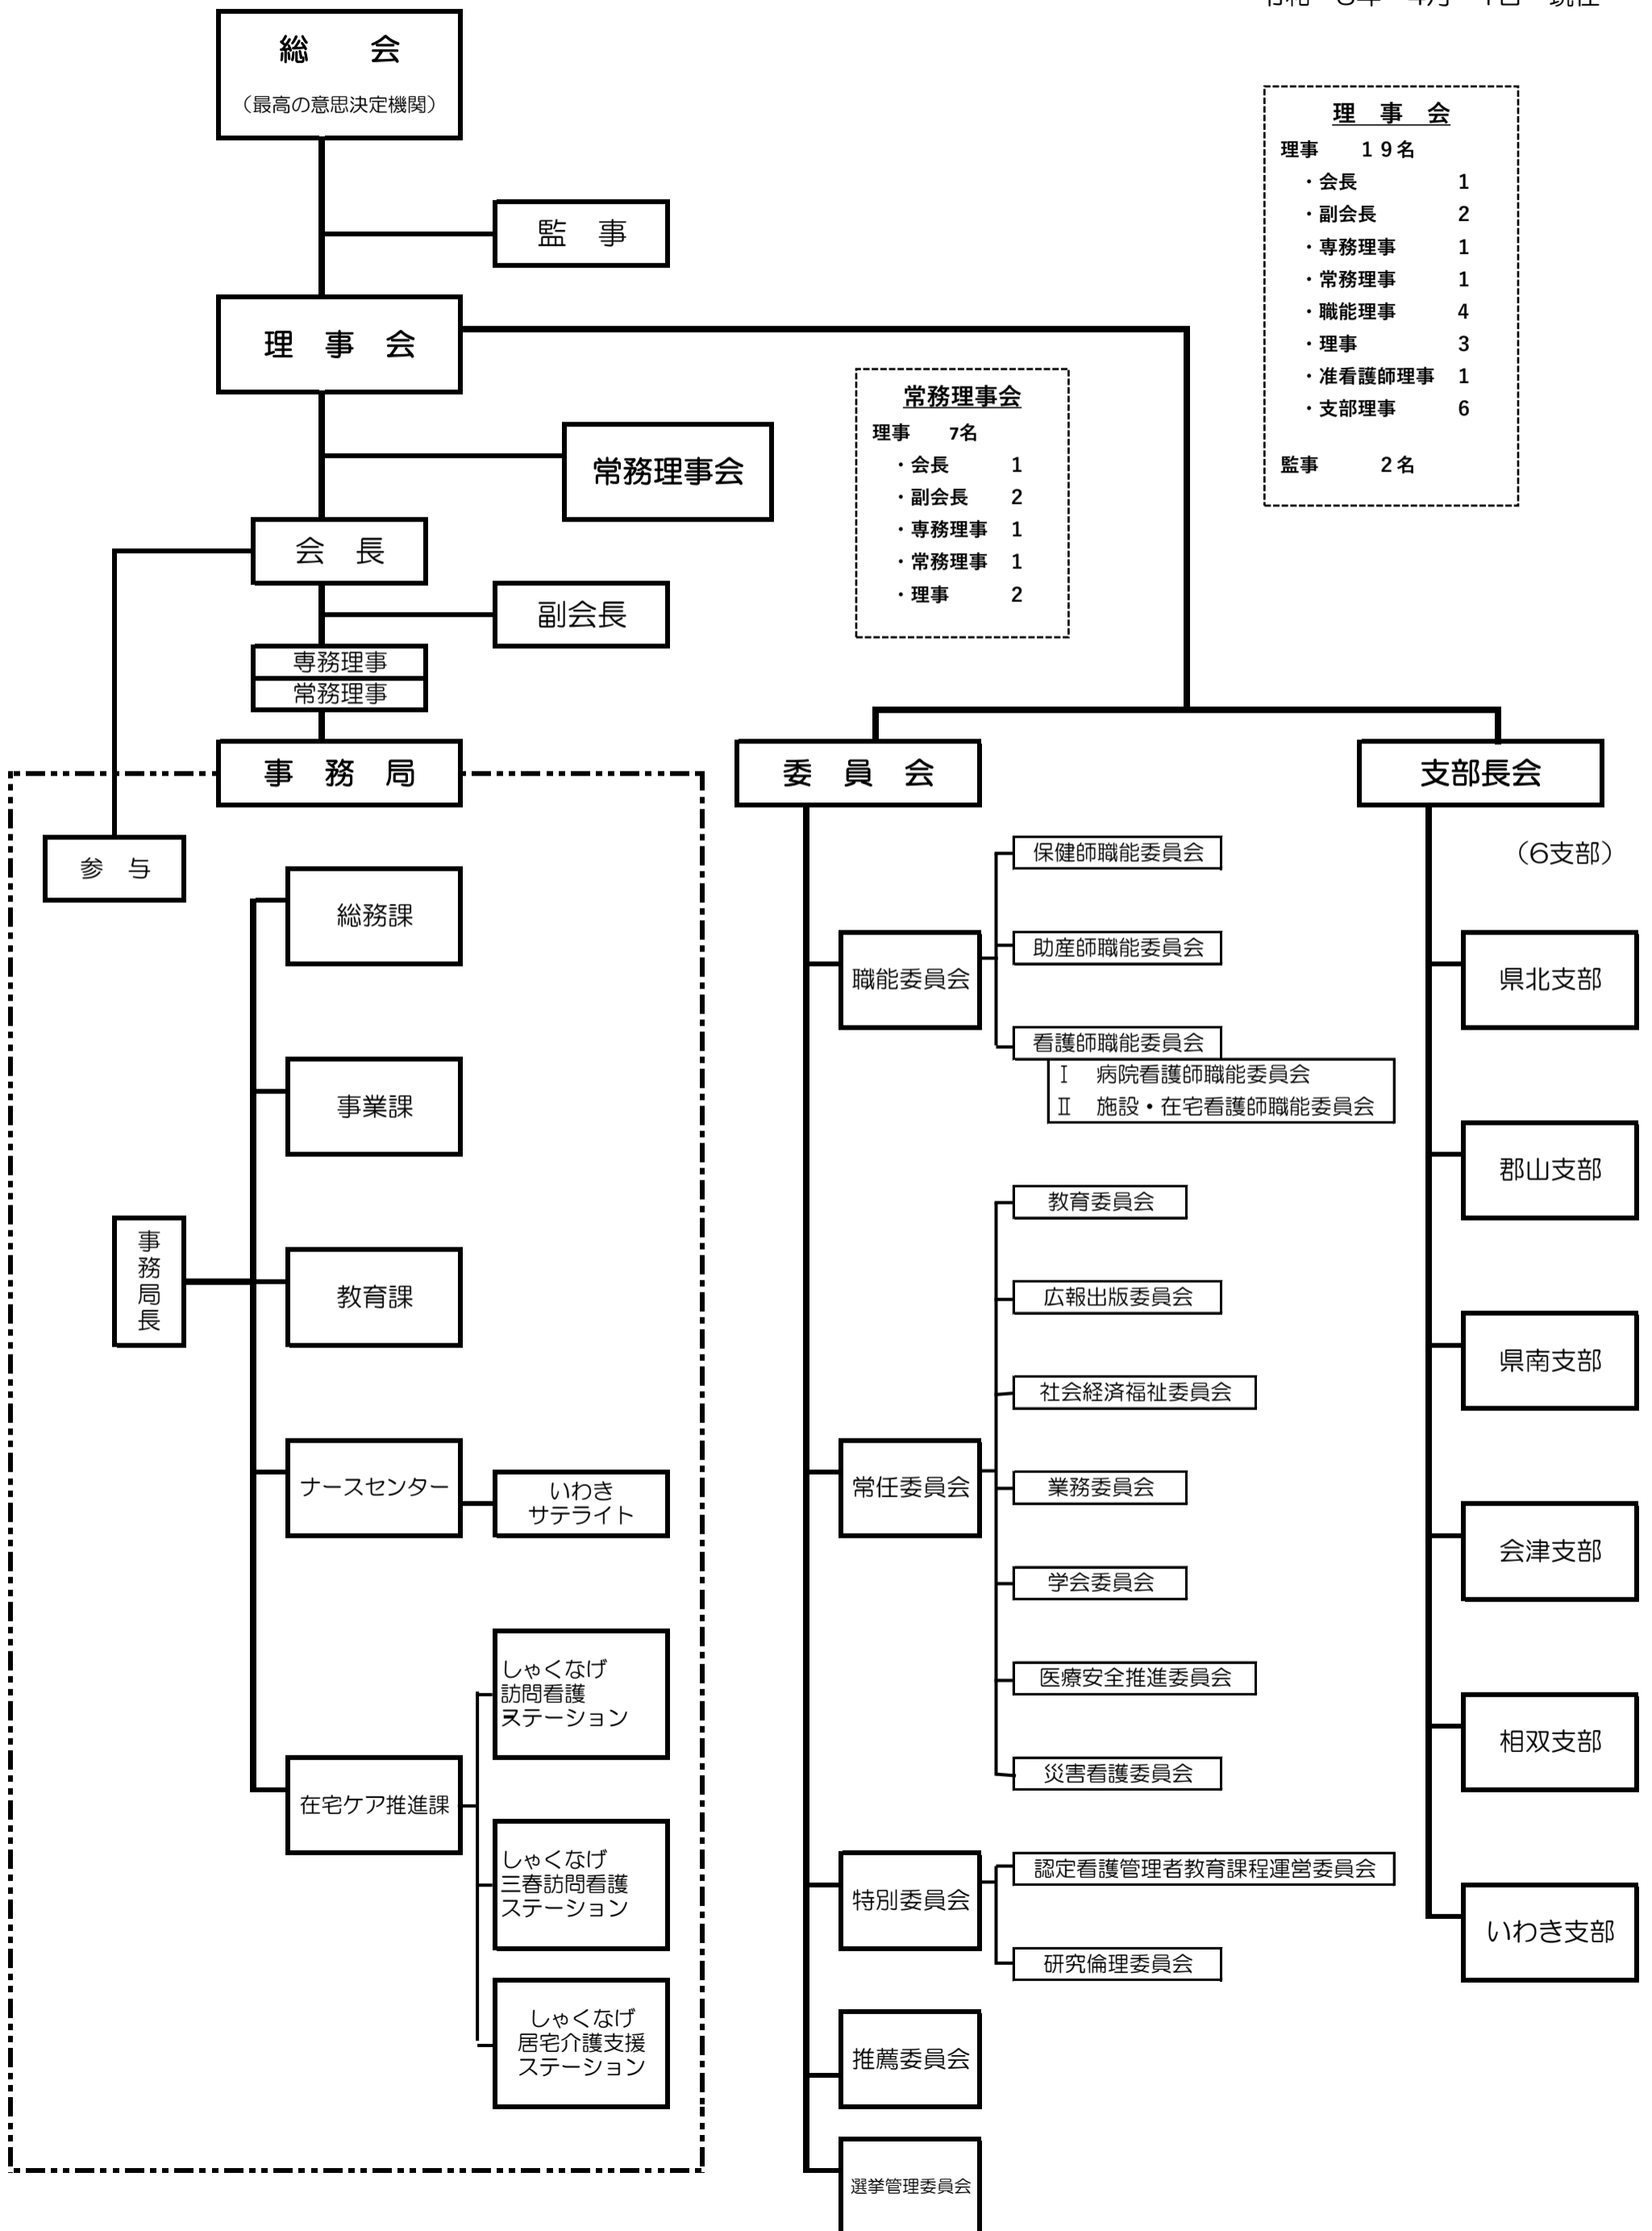 総　会
（最高の意思決定機関）
監　事
理　事　会
常務理事会
会　長
副会長
専務理事
常務理事
事　務　局
参　与
理　事　会
理事　１９名
・会長　1
・副会長　2
・専務理事　1
・常務理事　1
・職能理事　4
・理事　3
・准看護師理事　1
・支部理事　6
監事　２名
常務理事会
理事　7名
・会長　1
・副会長　2
・専務理事　1
・常務理事　1
・理事　2
事務局長
総務課
事業課
教育課
ナースセンター
いわき
サテライト
在宅ケア推進課
しゃくなげ
訪問看護
ステーション
しゃくなげ
三春訪問看護
ステーション
しゃくなげ
居宅介護支援
ステーション
委　員　会
職能委員会
保健師職能委員会
助産師職能委員会
看護師職能委員会
Ⅰ　病院看護師職能委員会
Ⅱ　施設・在宅看護師職能委員会
常任委員会
教育委員会
広報出版委員会
社会経済福祉委員会
業務委員会
学会委員会
医療安全推進委員会
災害看護委員会
特別委員会
認定看護管理者教育課程運営委員会
研究倫理委員会
推薦委員会
選挙管理委員会
支部長会
（6支部）
県北支部
郡山支部
県南支部
会津支部
相双支部
いわき支部